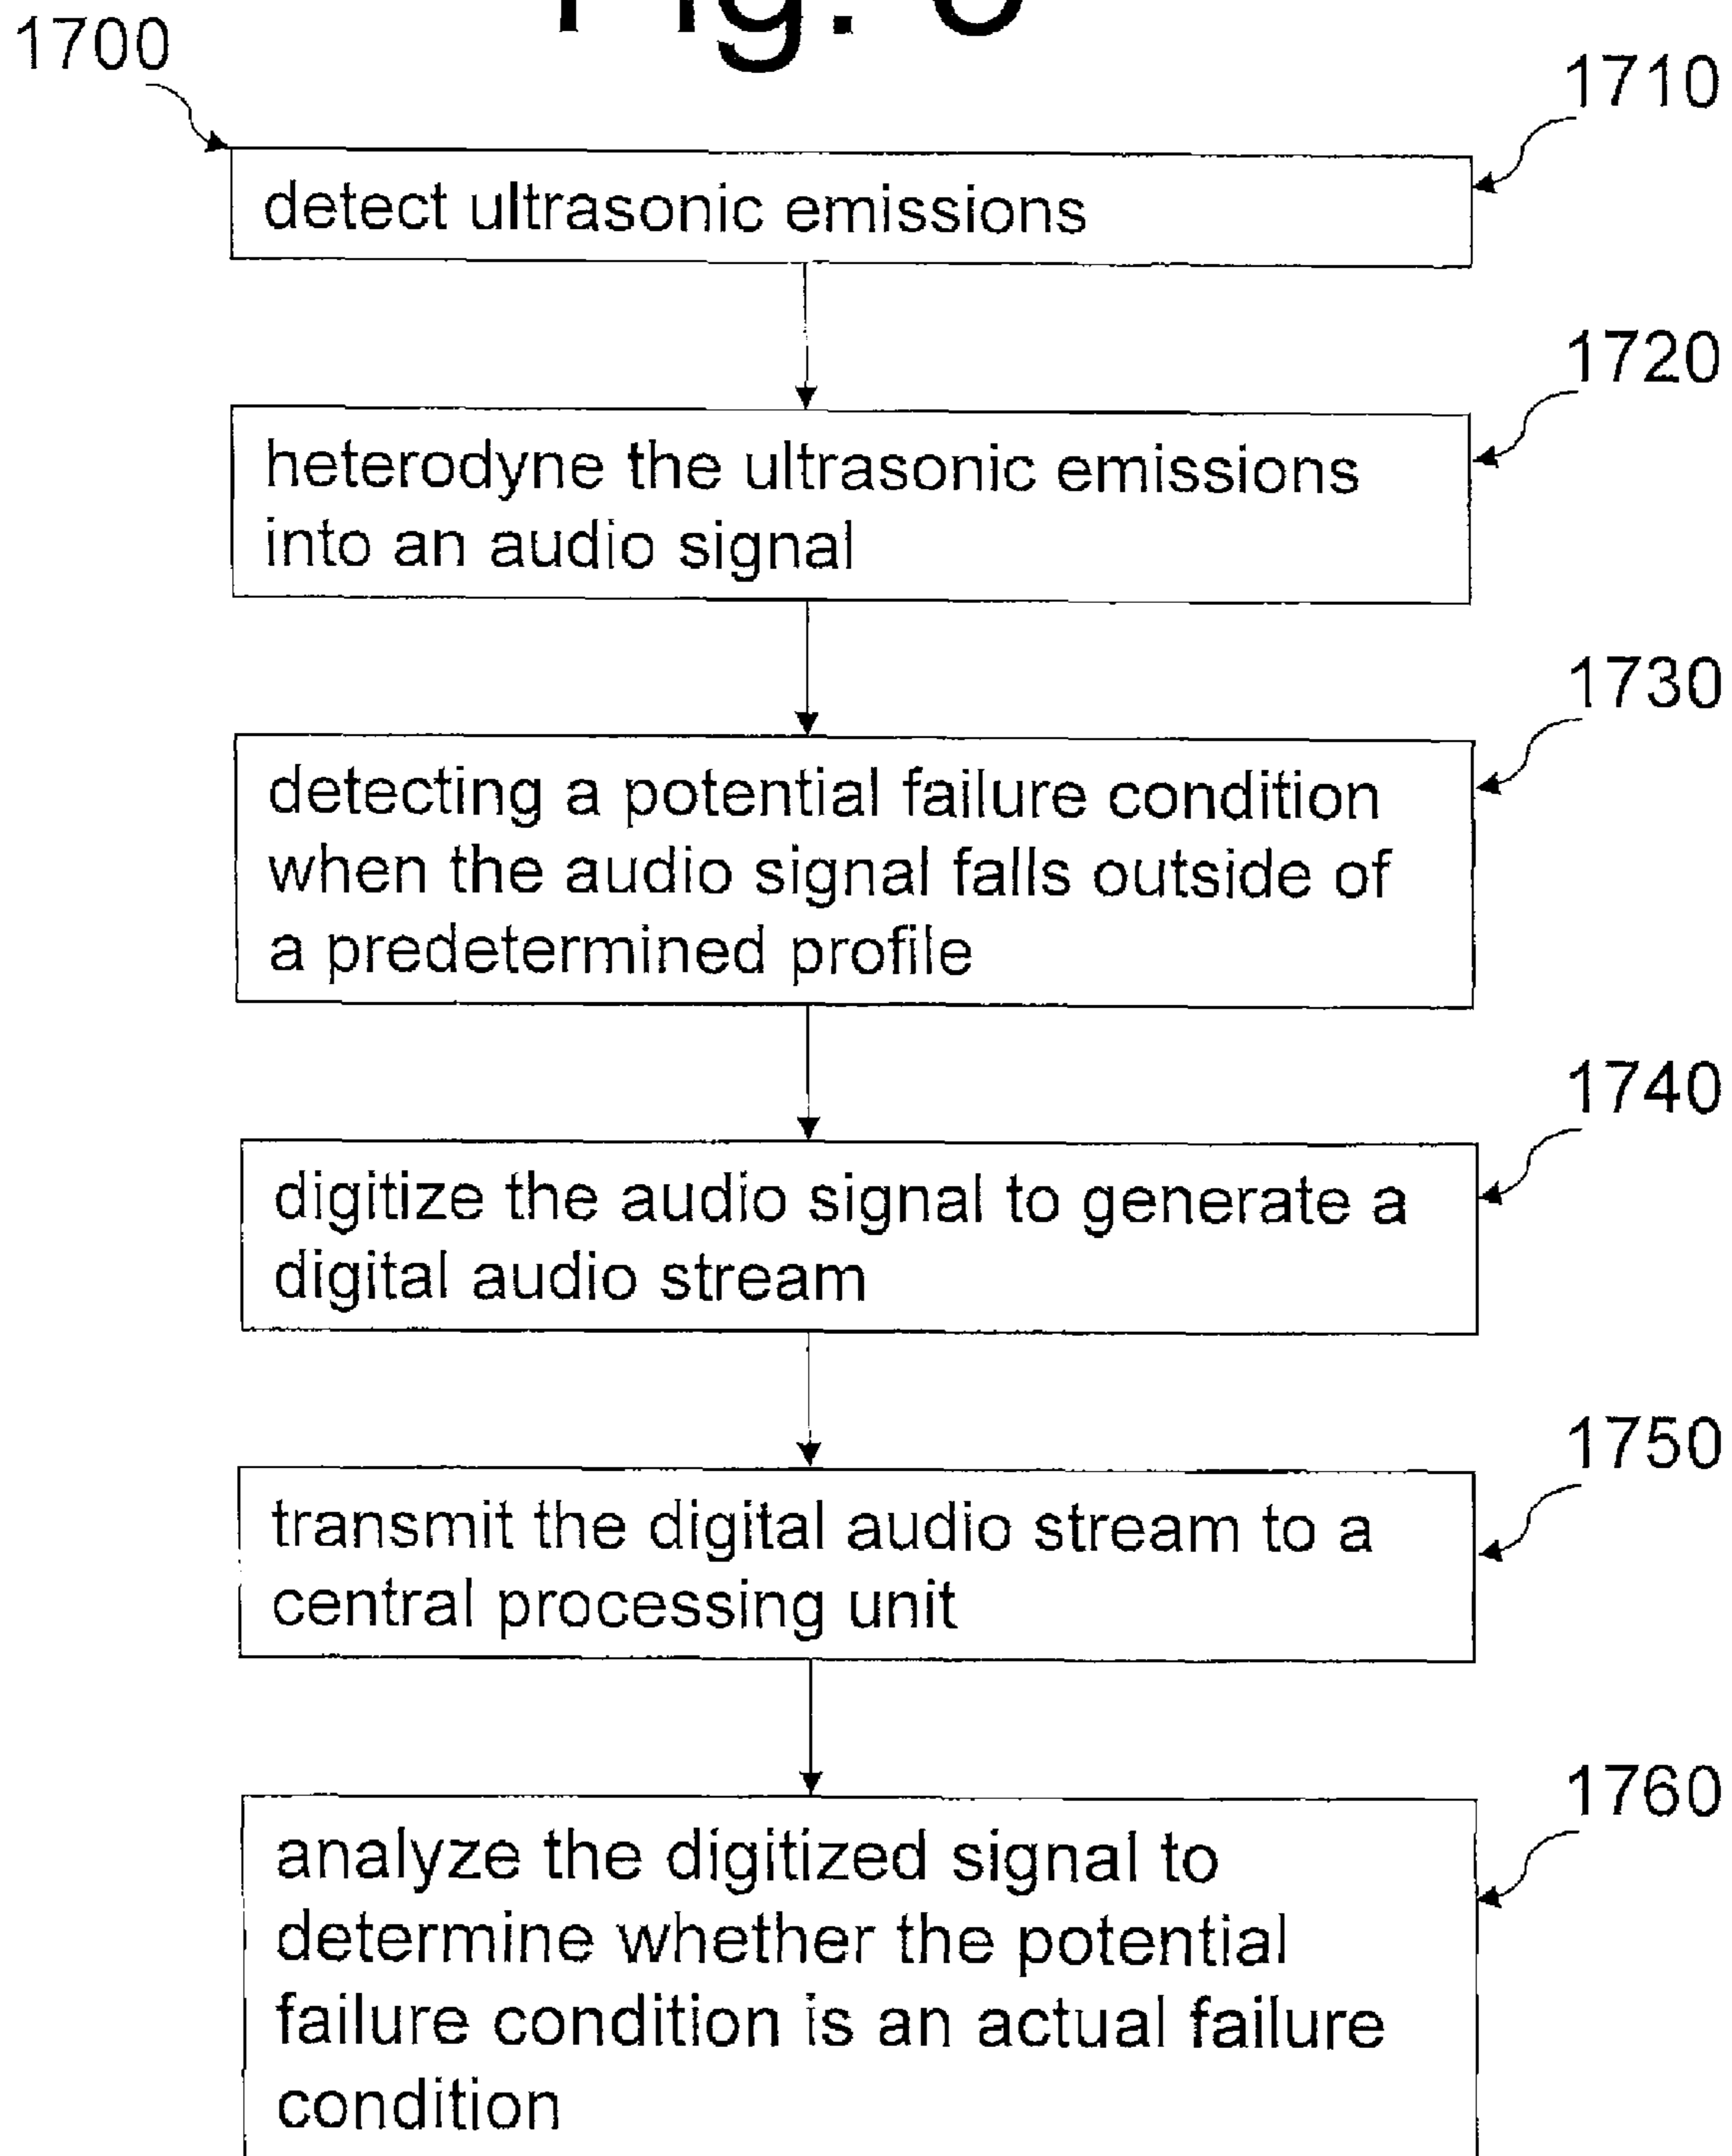 Fig.
1700
1710
detect ultrasonic emissions
1720
heterodyne the ultrasonic emissions
into an audio signal
1730
detecting a potential failure condition
when the audio signal falls outside of
a predetermined profile
1740
digitize the audio signal to generate a
digital audio stream
1750
transmit the digital audio stream to a
central processing unit
1760
analyze the digitized signal to
determine whether the potential
failure condition is an actual failure
condition